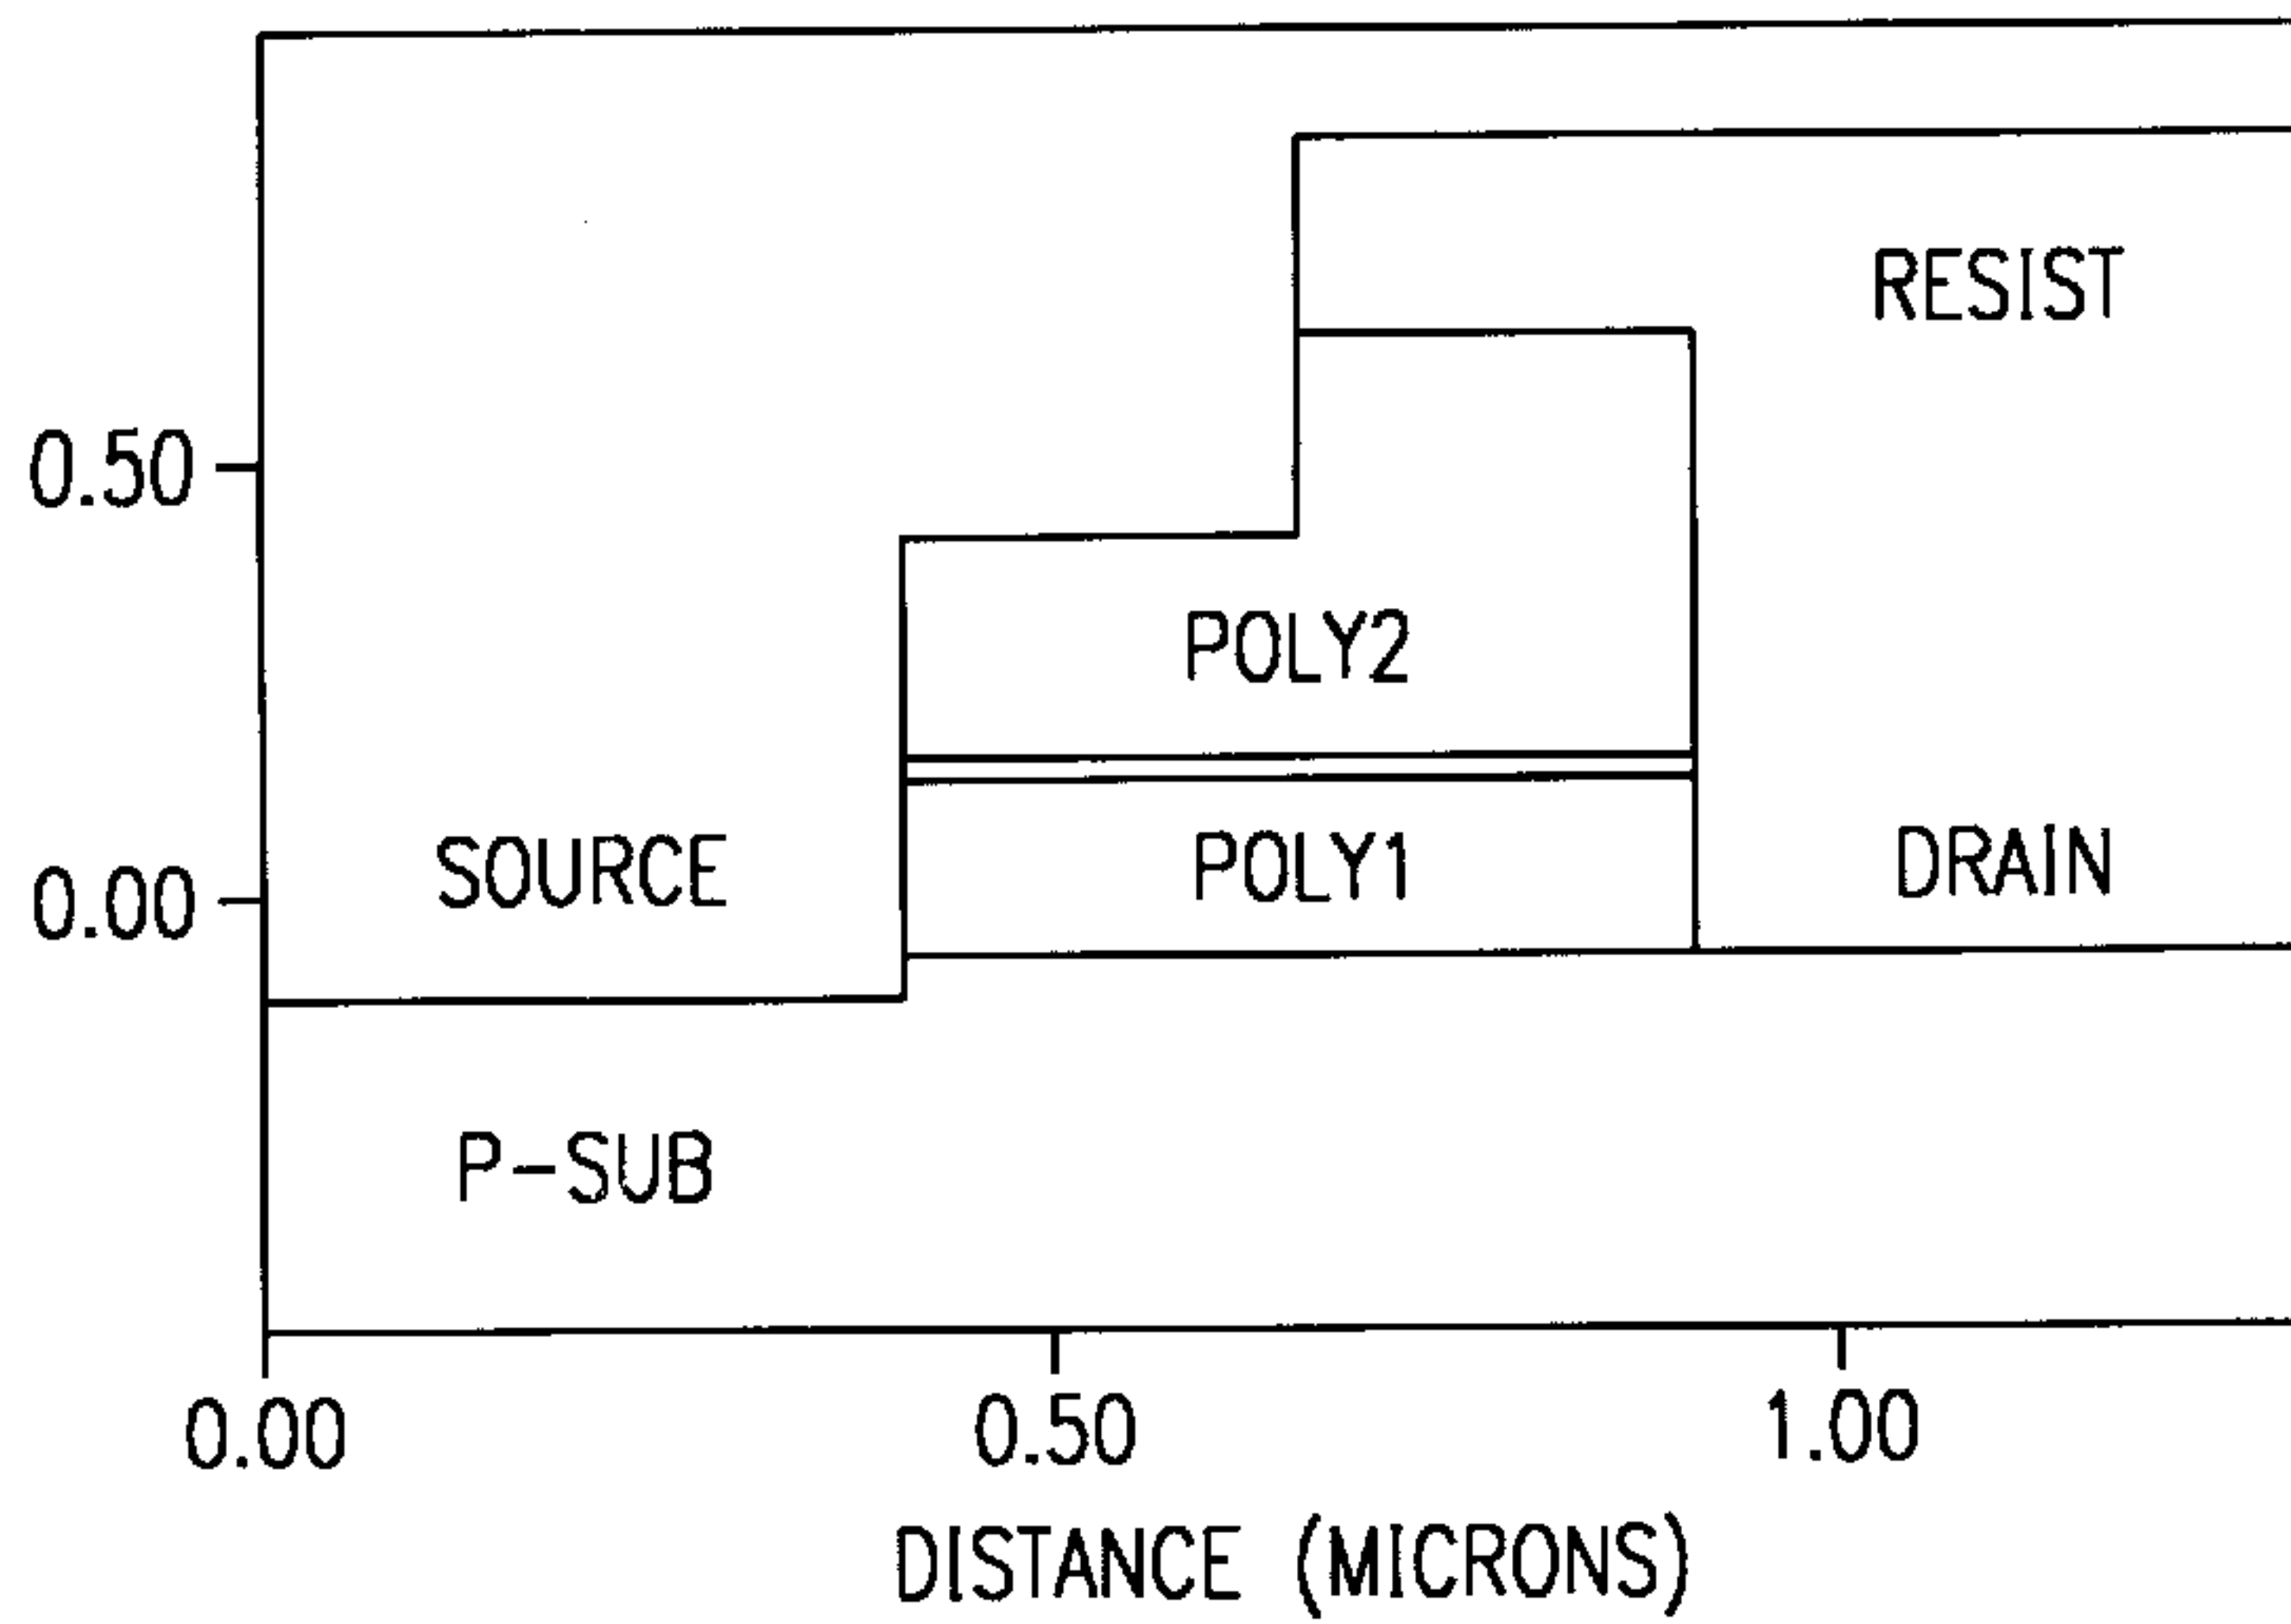 RESIST
0.50
POLY2
SOURCE
POLY1
DRAIN
0.00
P-SUB
0.00
0.50
1.00
DISTANCE (MICRONS)